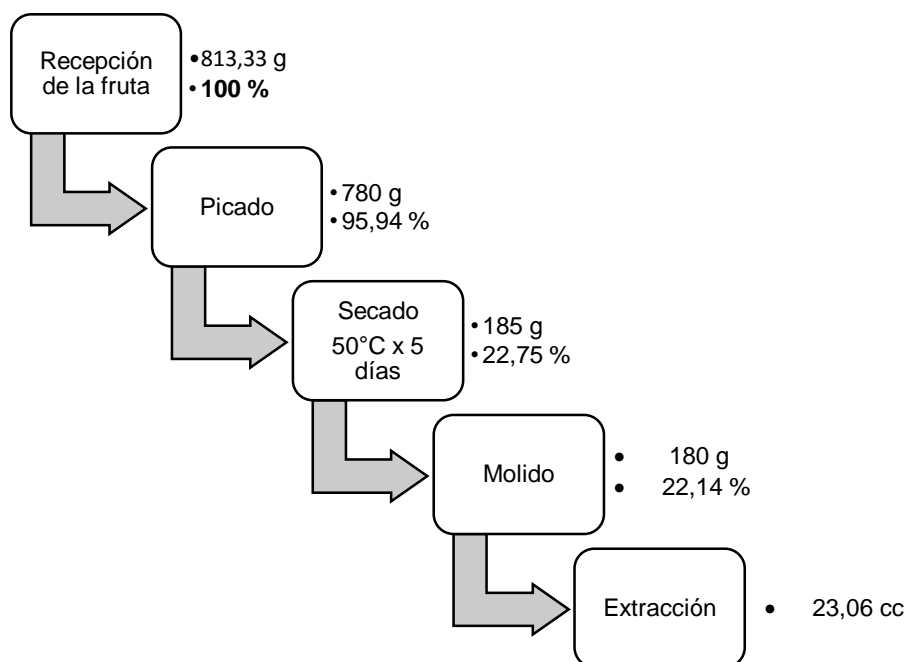 Recepción
de la fruta
•813,33 g
•100 %
Picado
•780 g
•95,94 %
Secado
50°C x 5
días
•185 g
•22,75 %
Molido
• 180 g
• 22,14 %
Extracción
• 23,06 cc